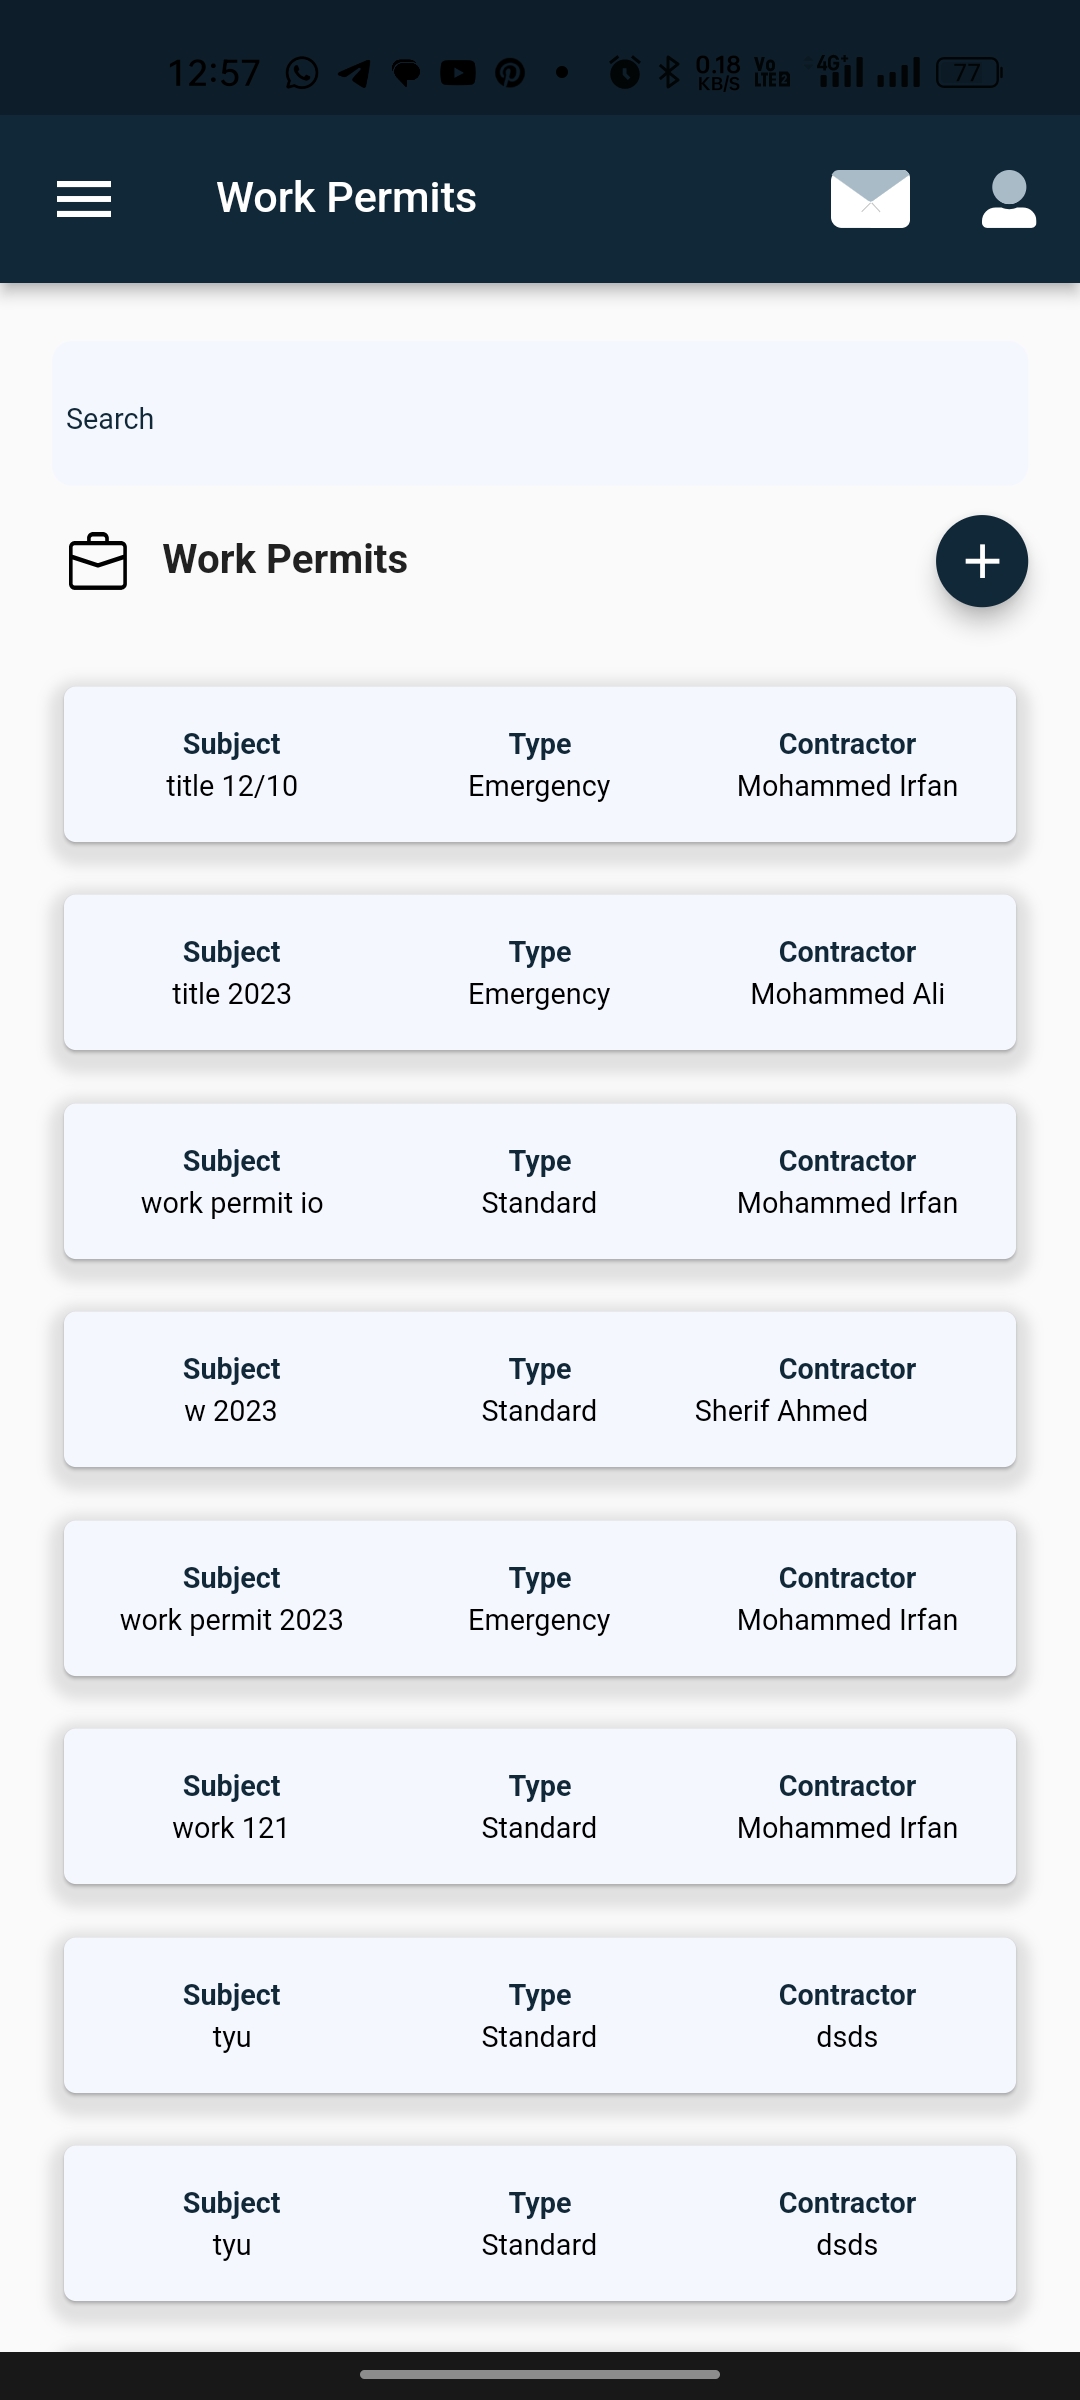 12:57 0.18 KB/S Vo LTE 2 4G+ 77
Work Permits
Search
Work Permits
Subject Type Contractor
title 12/10 Emergency Mohammed Irfan
Subject Type Contractor
title 2023 Emergency Mohammed Ali
Subject Type Contractor
work permit io Standard Mohammed Irfan
Subject Type Contractor
w 2023 Standard Sherif Ahmed
Subject Type Contractor
work permit 2023 Emergency Mohammed Irfan
Subject Type Contractor
work 121 Standard Mohammed Irfan
Subject Type Contractor
tyu Standard dsds
Subject Type Contractor
tyu Standard dsds